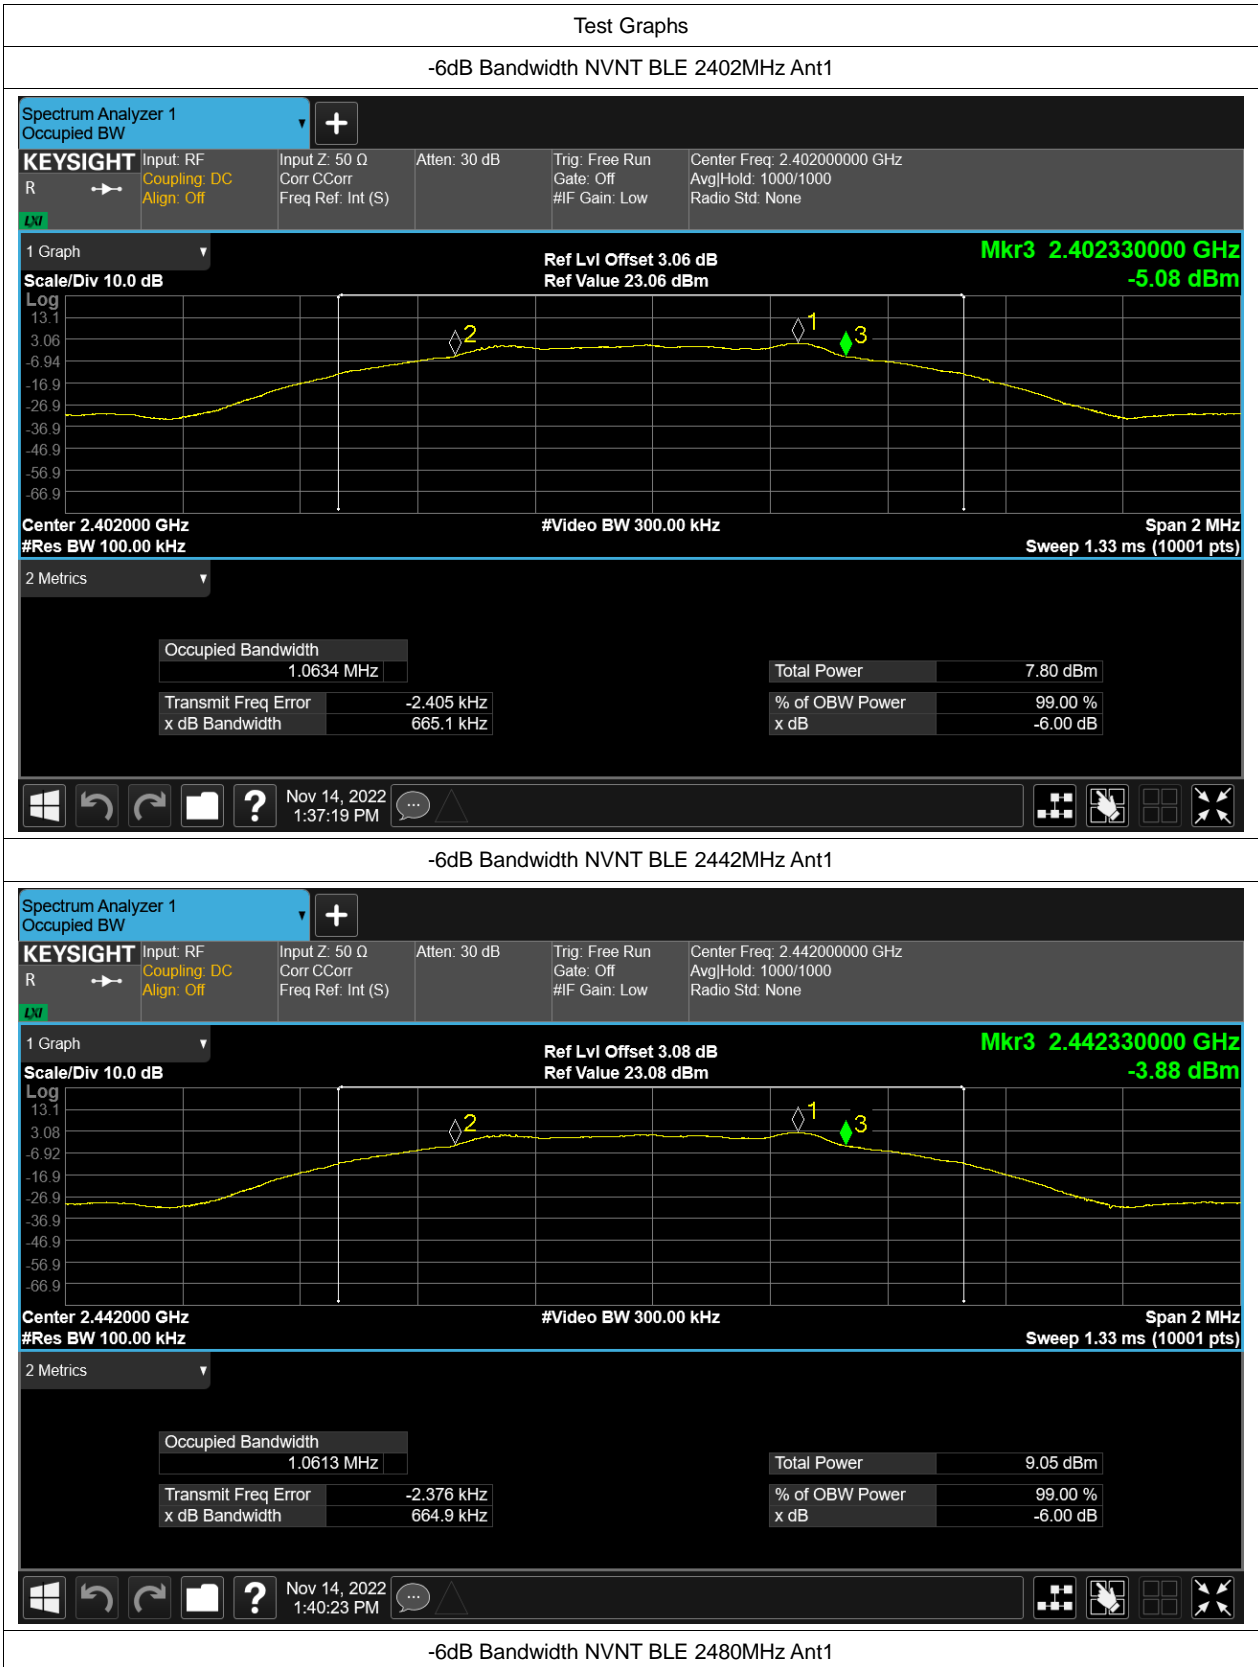 Test Graphs
-6dB Bandwidth NVNT BLE 2402MHz Ant1
Spectrum Analyzer 1
Occupied BW
KEYSIGHT Input: RF Input Z: 50 Ω Atten: 30 dB Trig: Free Run Center Freq: 2.402000000 GHz
R Coupling: DC Corr CCorr Gate: Off Avg|Hold: 1000/1000
Align: Off Freq Ref: Int (S) #IF Gain: Low Radio Std: None
LXI
1 Graph Ref Lvl Offset 3.06 dB Mkr3 2.402330000 GHz
Scale/Div 10.0 dB Ref Value 23.06 dBm -5.08 dBm
Log
13.1
3.06
-6.94
-16.9
-26.9
-36.9
-46.9
-56.9
-66.9
2 1 3
Center 2.402000 GHz #Video BW 300.00 kHz Span 2 MHz
#Res BW 100.00 kHz Sweep 1.33 ms (10001 pts)
2 Metrics
Occupied Bandwidth
1.0634 MHz Total Power 7.80 dBm
Transmit Freq Error -2.405 kHz % of OBW Power 99.00 %
x dB Bandwidth 665.1 kHz x dB -6.00 dB
Nov 14, 2022
1:37:19 PM
-6dB Bandwidth NVNT BLE 2442MHz Ant1
Spectrum Analyzer 1
Occupied BW
KEYSIGHT Input: RF Input Z: 50 Ω Atten: 30 dB Trig: Free Run Center Freq: 2.442000000 GHz
R Coupling: DC Corr CCorr Gate: Off Avg|Hold: 1000/1000
Align: Off Freq Ref: Int (S) #IF Gain: Low Radio Std: None
LXI
1 Graph Ref Lvl Offset 3.08 dB Mkr3 2.442330000 GHz
Scale/Div 10.0 dB Ref Value 23.08 dBm -3.88 dBm
Log
13.1
3.08
-6.92
-16.9
-26.9
-36.9
-46.9
-56.9
-66.9
2 1 3
Center 2.442000 GHz #Video BW 300.00 kHz Span 2 MHz
#Res BW 100.00 kHz Sweep 1.33 ms (10001 pts)
2 Metrics
Occupied Bandwidth
1.0613 MHz Total Power 9.05 dBm
Transmit Freq Error -2.376 kHz % of OBW Power 99.00 %
x dB Bandwidth 664.9 kHz x dB -6.00 dB
Nov 14, 2022
1:40:23 PM
-6dB Bandwidth NVNT BLE 2480MHz Ant1